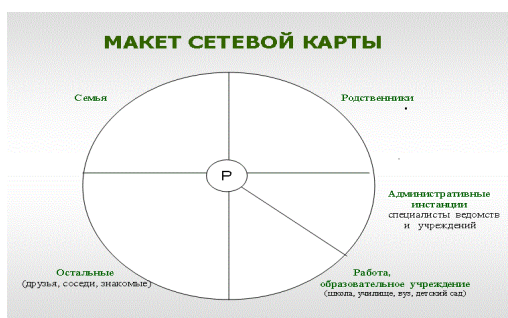 МАКЕТ СЕТЕВОЙ КАРТЫ
Семья
Родственники
Р
Административные
инстанции
специалисты ведомств
и учреждений
Остальные
(друзья, соседи, знакомые)
Работа,
образовательное учреждение
(школа, училище, вуз, детский сад)